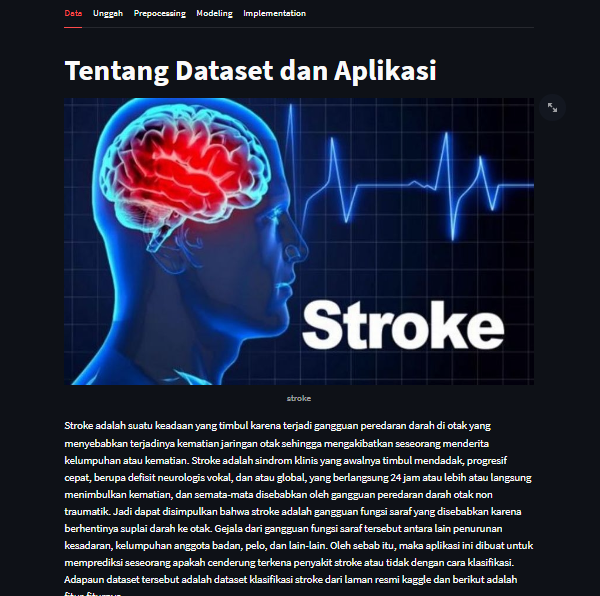 Data Unggah Prepocessing Modeling Implementation
Tentang Dataset dan Aplikasi
Stroke
stroke
Stroke adalah suatu keadaan yang timbul karena terjadi gangguan peredaran darah di otak yang
menyebabkan terjadinya kematian jaringan otak sehingga mengakibatkan seseorang menderita
kelumpuhan atau kematian. Stroke adalah sindrom klinis yang awalnya timbul mendadak, progresif
cepat, berupa defisit neurologis vokal, dan atau global, yang berlangsung 24 jam atau lebih atau langsung
menimbulkan kematian, dan semata-mata disebabkan oleh gangguan peredaran darah otak non
traumatik. Jadi dapat disimpulkan bahwa stroke adalah gangguan fungsi saraf yang disebabkan karena
berhentinya suplai darah ke otak. Gejala dari gangguan fungsi saraf tersebut antara lain penurunan
kesadaran, kelumpuhan anggota badan, pelo, dan lain-lain. Oleh sebab itu, maka aplikasi ini dibuat untuk
memprediksi seseorang apakah cenderung terkena penyakit stroke atau tidak dengan cara klasifikasi.
Adapaun dataset tersebut adalah dataset klasifikasi stroke dari laman resmi kaggle dan berikut adalah